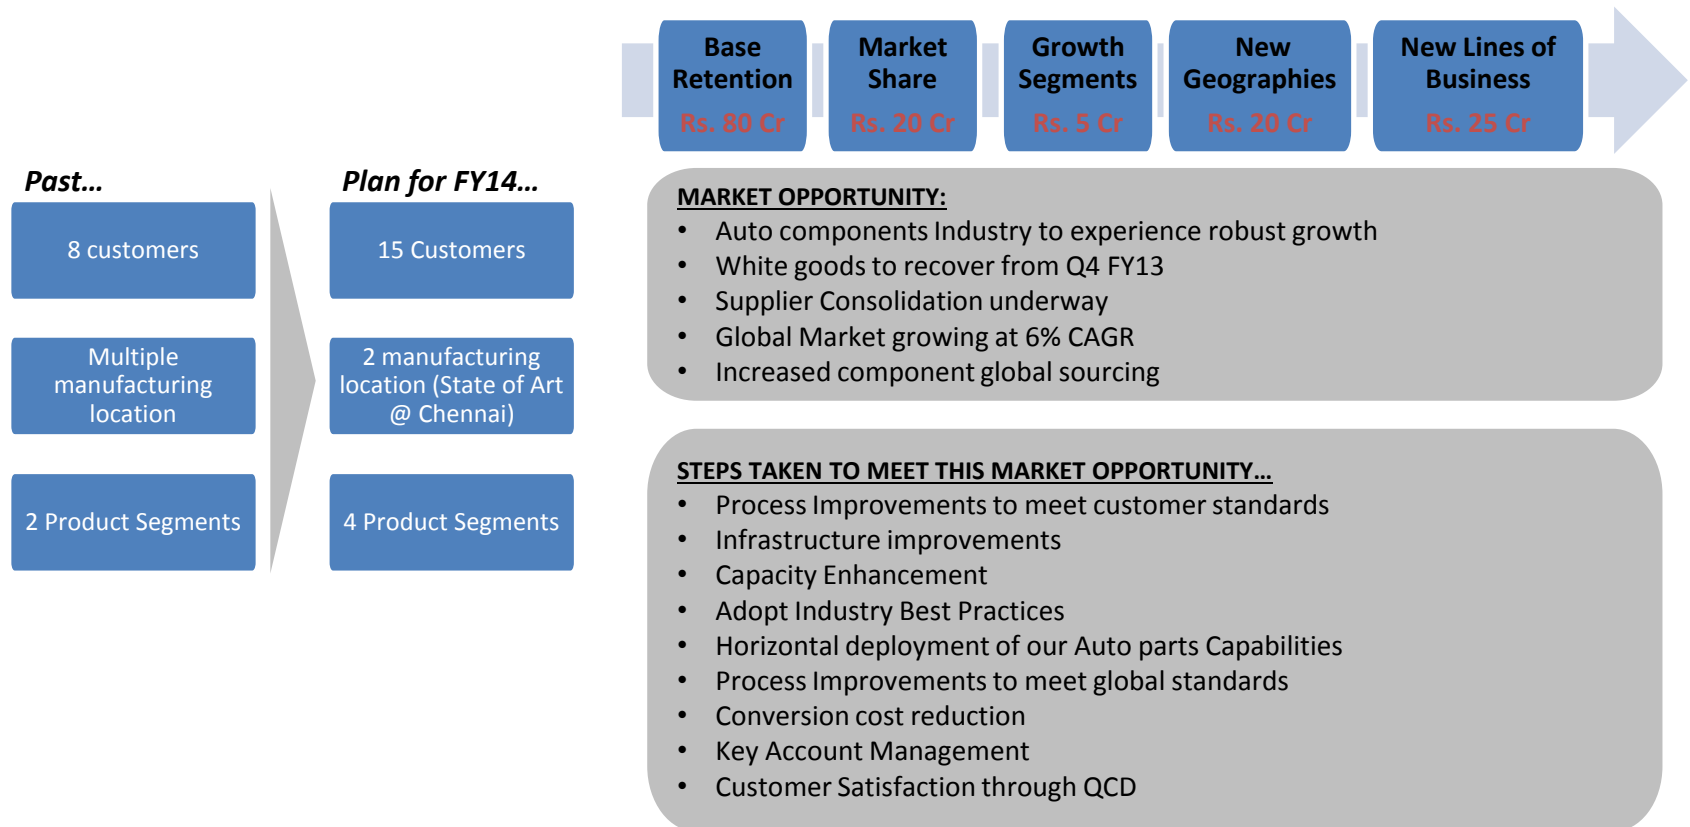 Base
Retention
Rs. 80 Cr
Market
Share
Rs. 20 Cr
Growth
Segments
Rs. 5 Cr
New
Geographies
Rs. 20 Cr
New Lines of
Business
Rs. 25 Cr
Past...
8 customers
Multiple
manufacturing
location
2 Product Segments
Plan for FY14...
15 Customers
2 manufacturing
location (State of Art
@ Chennai)
4 Product Segments
MARKET OPPORTUNITY:
• Auto components Industry to experience robust growth
• White goods to recover from Q4 FY13
• Supplier Consolidation underway
• Global Market growing at 6% CAGR
• Increased component global sourcing
STEPS TAKEN TO MEET THIS MARKET OPPORTUNITY...
• Process Improvements to meet customer standards
• Infrastructure improvements
• Capacity Enhancement
• Adopt Industry Best Practices
• Horizontal deployment of our Auto parts Capabilities
• Process Improvements to meet global standards
• Conversion cost reduction
• Key Account Management
• Customer Satisfaction through QCD